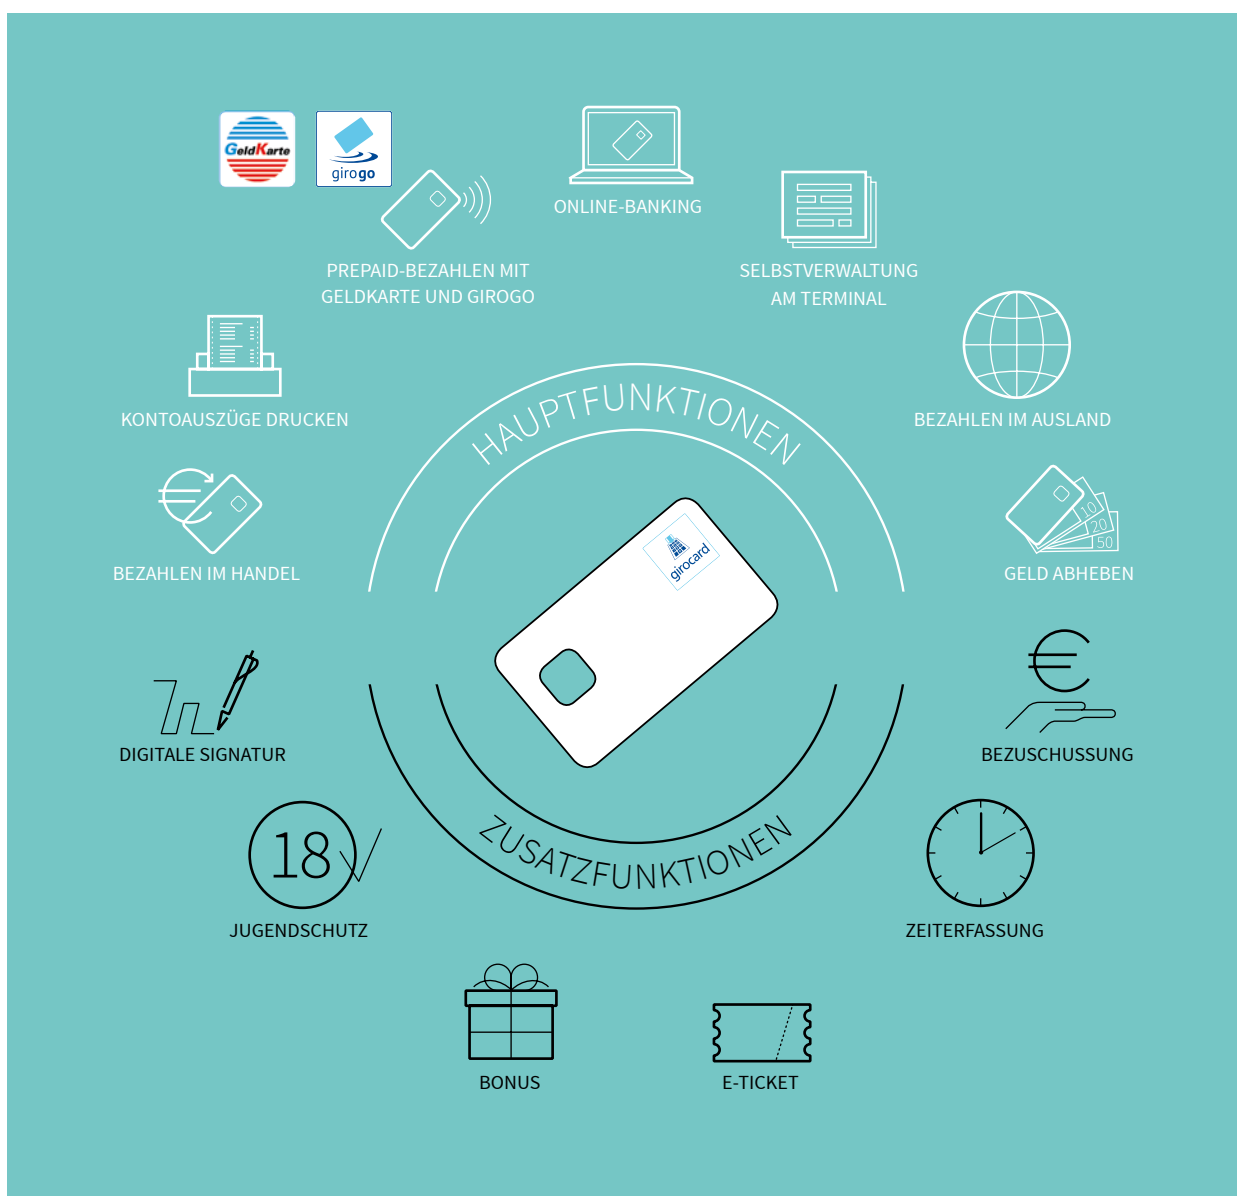 GeldKarte
girogo
ONLINE-BANKING
PREPAID-BEZAHLEN MIT
GELDKARTE UND GIROGO
SELBSTVERWALTUNG
AM TERMINAL
KONTOAUSZÜGE DRUCKEN
HAUPTFUNKTIONEN
BEZAHLEN IM AUSLAND
BEZAHLEN IM HANDEL
girocard
10
20
50
GELD ABHEBEN
€
DIGITALE SIGNATUR
€
BEZUSCHUSSUNG
18
JUGENDSCHUTZ
ZUSATZFUNKTIONEN
ZEITERFASSUNG
BONUS
E-TICKET